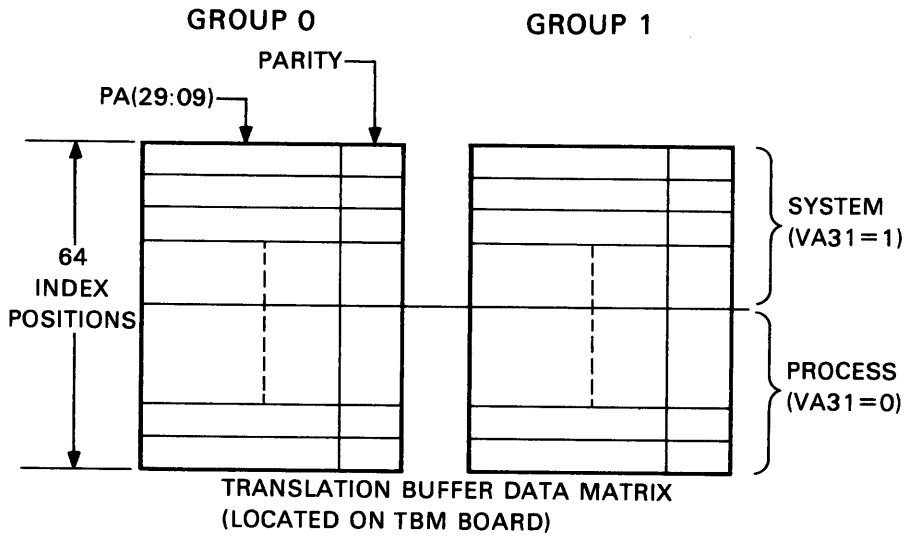 GROUP 0
GROUP 1
PARITY
PA(29:09)
64
INDEX
POSITIONS
SYSTEM
(VA31=1)
PROCESS
(VA31=0)
TRANSLATION BUFFER DATA MATRIX
(LOCATED ON TBM BOARD)